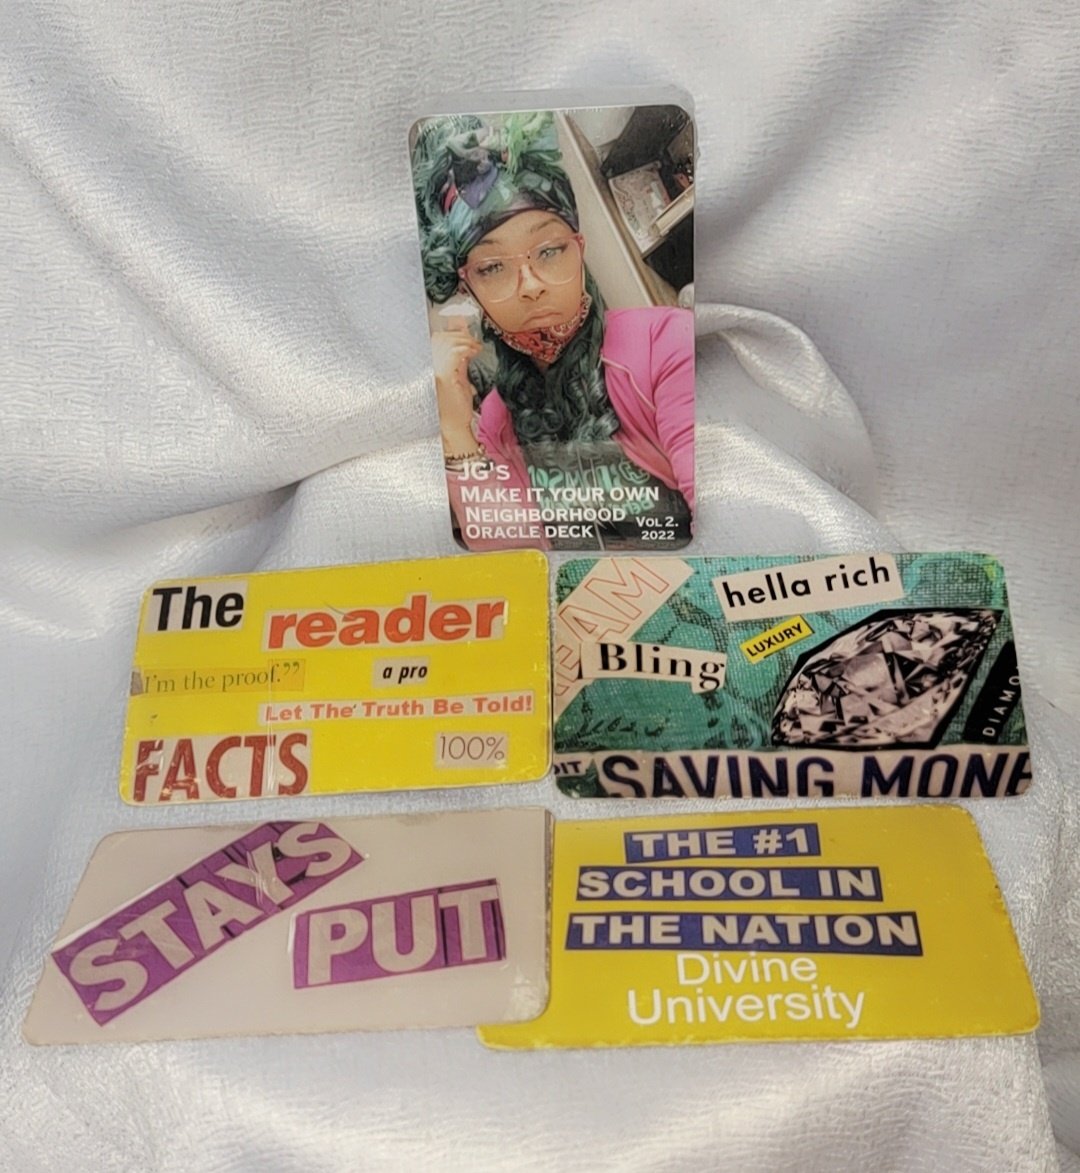 JG's
Make it your own
Neighborhood
Oracle deck Vol 2.
2022
The reader
I'm the proof.”
a pro
Let The Truth Be Told!
FACTS
100%
hella rich
LUXURY
Bling
DIAMO
SAVING MONE
STAYS
PUT
THE #1
SCHOOL IN
THE NATION
Divine
University